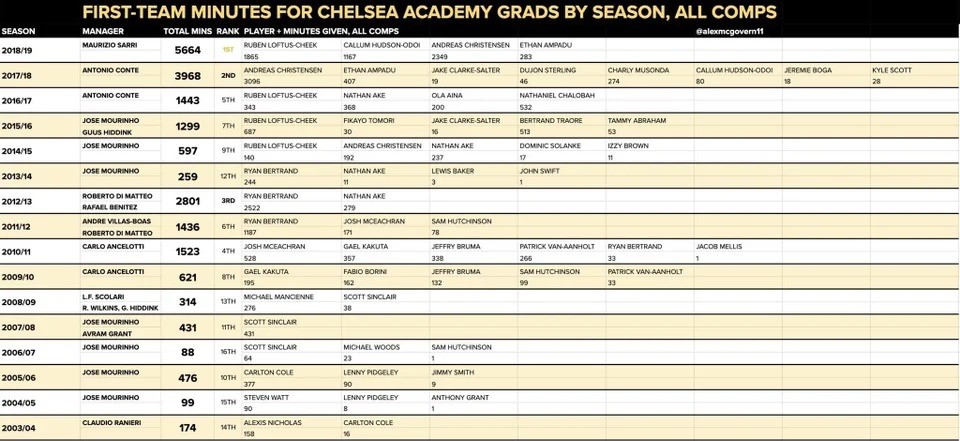 FIRST-TEAM MINUTES FOR CHELSEA ACADEMY GRADS BY SEASON, ALL COMPS
SEASON MANAGER TOTAL MINS RANK PLAYER + MINUTES GIVEN, ALL COMPS @alexmcgovern11
2018/19 MAURIZIO SARRI 5664 1ST RUBEN LOFTUS-CHEEK CALLUM HUDSON-ODOI ANDREAS CHRISTENSEN ETHAN AMPADU
1865 1167 2349 283
2017/18 ANTONIO CONTE 3968 2ND ANDREAS CHRISTENSEN ETHAN AMPADU JAKE CLARKE-SALTER DUJON STERLING CHARLY MUSONDA CALLUM HUDSON-ODOI JEREMIE BOGA KYLE SCOTT
3096 407 19 46 274 80 18 28
2016/17 ANTONIO CONTE 1443 5TH RUBEN LOFTUS-CHEEK NATHAN AKE OLA AINA NATHANIEL CHALOBAH
343 368 200 532
2015/16 JOSE MOURINHO 1299 7TH RUBEN LOFTUS-CHEEK FIKAYO TOMORI JAKE CLARKE-SALTER BERTRAND TRAORE TAMMY ABRAHAM
GUUS HIDDINK 687 30 16 513 53
2014/15 JOSE MOURINHO 597 9TH RUBEN LOFTUS-CHEEK ANDREAS CHRISTENSEN NATHAN AKE DOMINIC SOLANKE IZZY BROWN
140 192 237 17 11
2013/14 JOSE MOURINHO 259 12TH RYAN BERTRAND NATHAN AKE LEWIS BAKER JOHN SWIFT
244 11 3 1
2012/13 ROBERTO DI MATTEO 2801 3RD RYAN BERTRAND NATHAN AKE
RAFAEL BENITEZ 2522 279
2011/12 ANDRE VILLAS-BOAS 1436 6TH RYAN BERTRAND JOSH MCEACHRAN SAM HUTCHINSON
ROBERTO DI MATTEO 1187 171 78
2010/11 CARLO ANCELOTTI 1523 4TH JOSH MCEACHRAN GAEL KAKUTA JEFFRY BRUMA PATRICK VAN-AANHOLT RYAN BERTRAND JACOB MELLIS
528 357 338 266 33 1
2009/10 CARLO ANCELOTTI 621 8TH GAEL KAKUTA FABIO BORINI JEFFRY BRUMA SAM HUTCHINSON PATRICK VAN-AANHOLT
195 162 132 99 33
2008/09 L.F. SCOLARI 314 13TH MICHAEL MANCIENNE SCOTT SINCLAIR
R. WILKINS, G. HIDDINK 276 38
2007/08 JOSE MOURINHO 431 11TH SCOTT SINCLAIR
AVRAM GRANT 431
2006/07 JOSE MOURINHO 88 16TH SCOTT SINCLAIR MICHAEL WOODS SAM HUTCHINSON
64 23 1
2005/06 JOSE MOURINHO 476 10TH CARLTON COLE LENNY PIDGELEY JIMMY SMITH
377 90 9
2004/05 JOSE MOURINHO 99 15TH STEVEN WATT LENNY PIDGELEY ANTHONY GRANT
90 8 1
2003/04 CLAUDIO RANIERI 174 14TH ALEXIS NICHOLAS CARLTON COLE
158 16